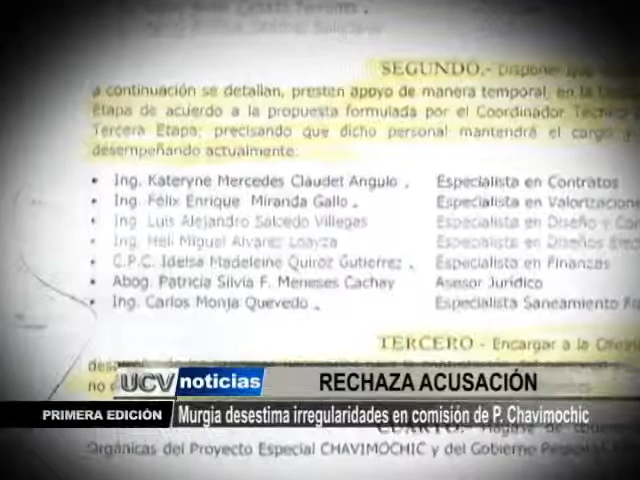 SEGUNDO.- Disponer que
a continuación se detallan, presten apoyo de manera temporal, en la
Etapa de acuerdo a la propuesta formulada por el Coordinador Técnico
Tercera Etapa; precisando que dicho personal mantendrá el cargo
desempeñando actualmente:
• Ing. Kateryne Mercedes Claudet Angulo . Especialista en Contratos
• Ing. Félix Enrique Miranda Gallo . Especialista en Valorizacione
• Ing. Luis Alejandro Salcedo Villegas Especialista en Diseño y
• Ing. Heli Miguel Alvarez Loayza Especialista en Diseños
• C.P.C. Idelsa Madeleine Quiroz Gutierrez . Especialista en Finanzas
• Abog. Patricia Silvia F. Meneses Cachay Asesor Jurídico
• Ing. Carlos Monja Quevedo . Especialista Saneamiento
TERCERO.- Encargar a la
UCV noticias RECHAZA ACUSACIÓN
PRIMERA EDICIÓN Murgia desestima irregularidades en comisión de P. Chavimochic
CUARTO.-
Orgánicas del Proyecto Especial CHAVIMOCHIC y del Gobierno